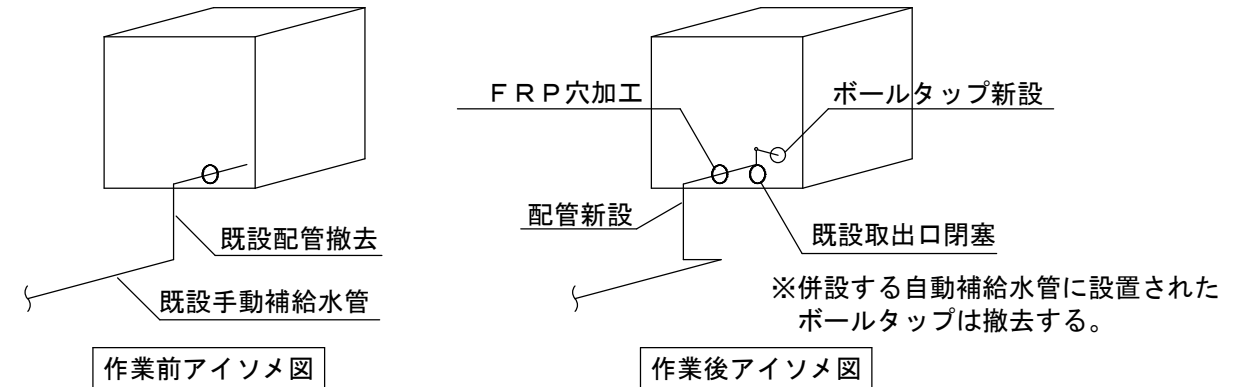 既設配管撤去
既設手動補給水管
作業前アイソメ図
ＦＲＰ穴加工
ボールタップ新設
配管新設
既設取出口閉塞
※併設する自動補給水管に設置された
ボールタップは撤去する。
作業後アイソメ図